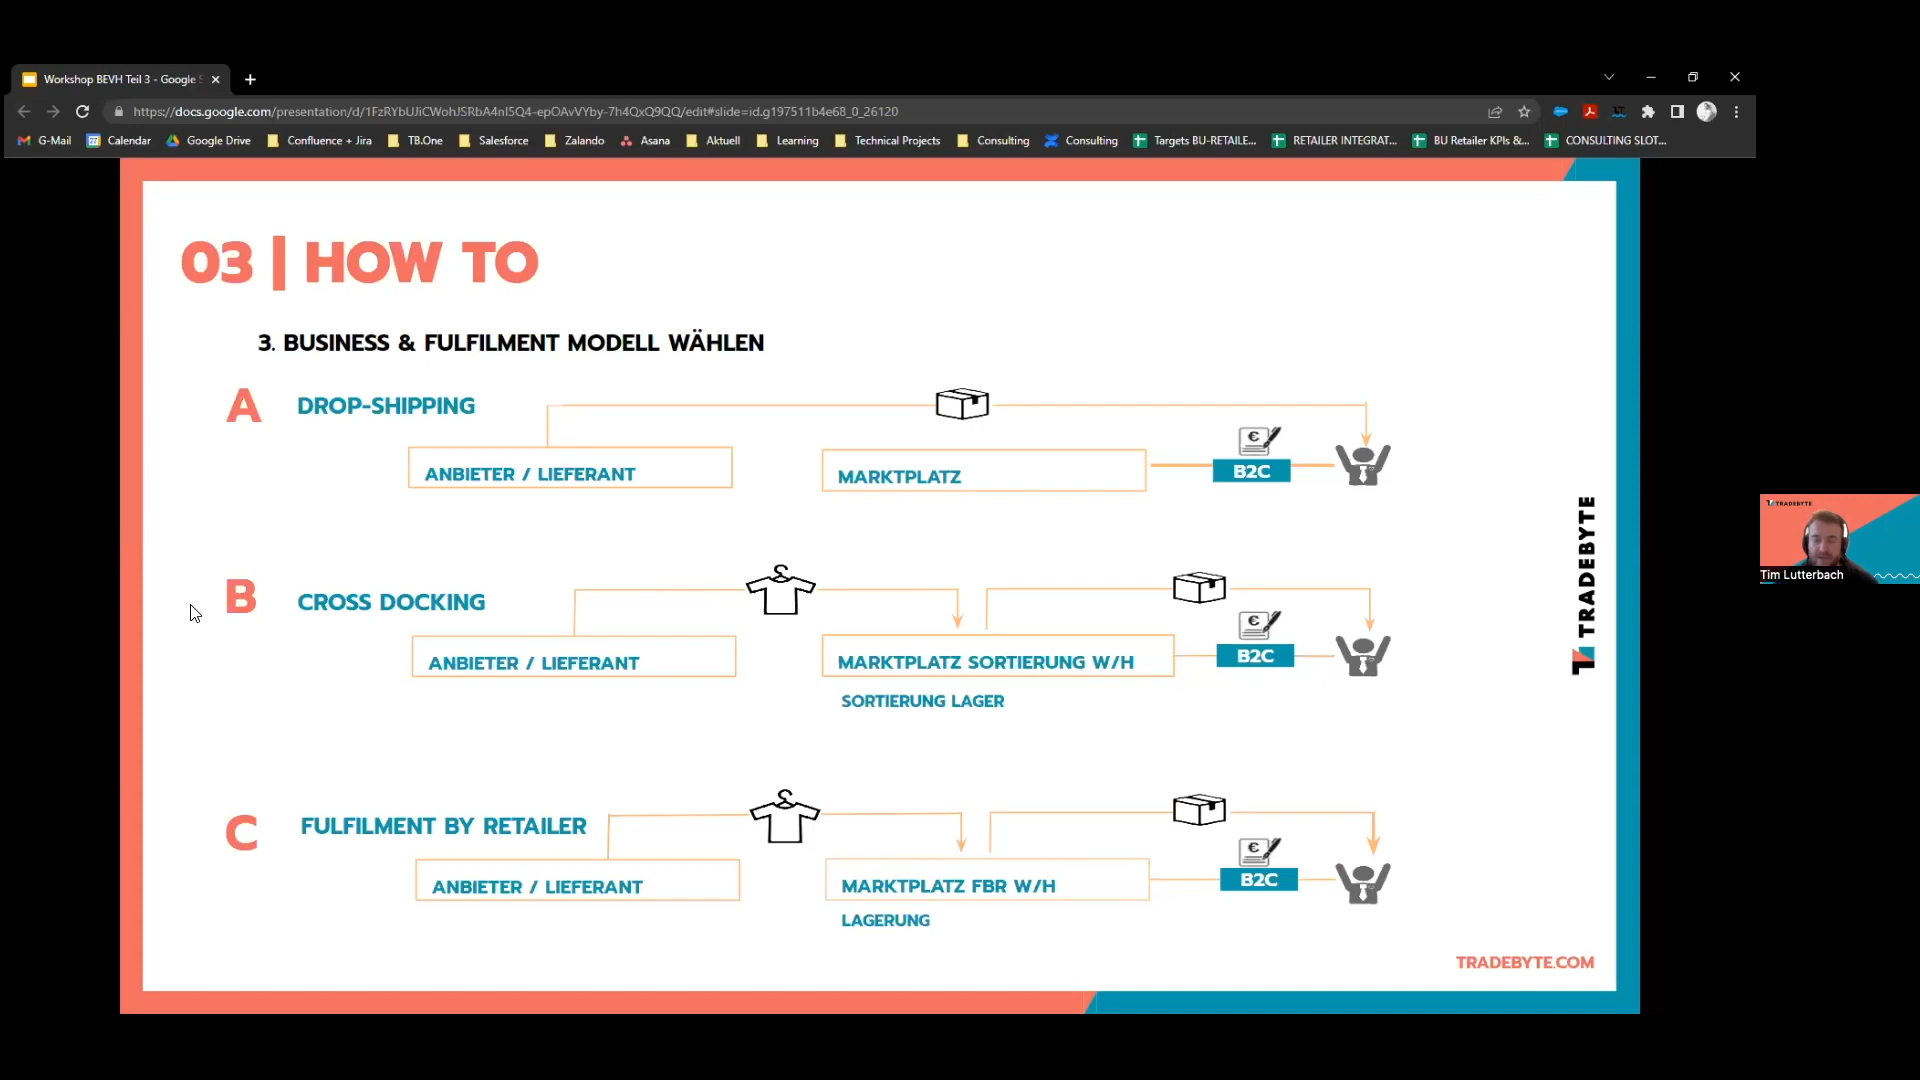 Workshop BEVH Teil 3 - Google S
https://docs.google.com/presentation/d/1FzRYbUJiCWohJSRbA4nI5Q4-epOAvVYby-7h4QxQ9QQ/edit#slide=id.g197511b4e68_0_26120
G-Mail Calendar Google Drive Confluence + Jira TB.One Salesforce Zalando Asana Aktuell Learning Technical Projects Consulting Consulting Targets BU-RETAILE... RETAILER INTEGRAT... BU Retailer KPIs &... CONSULTING SLOT...
03 | HOW TO
3. BUSINESS & FULFILMENT MODELL WÄHLEN
A DROP-SHIPPING
ANBIETER / LIEFERANT MARKTPLATZ € B2C
B CROSS DOCKING
ANBIETER / LIEFERANT MARKTPLATZ SORTIERUNG W/H € B2C
SORTIERUNG LAGER
C FULFILMENT BY RETAILER
ANBIETER / LIEFERANT MARKTPLATZ FBR W/H € B2C
LAGERUNG
TRADEBYTE
TRADEBYTE.COM
TRADEBYTE
Tim Lutterbach